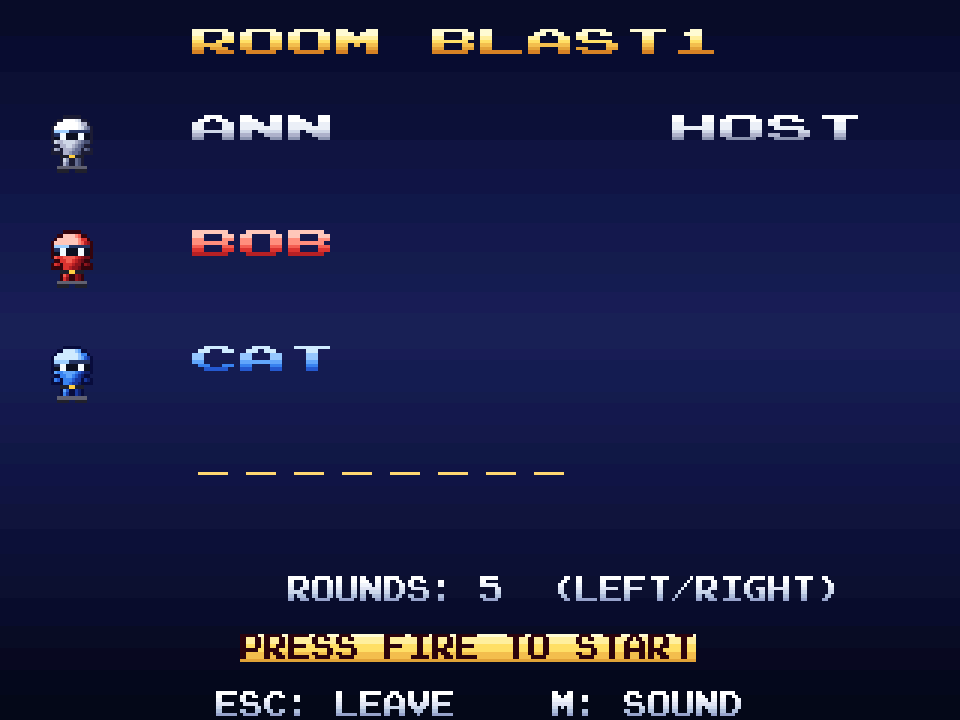 ROOM BLAST1
ANN HOST
BOB
CAT
_ _ _ _ _ _ _ _
ROUNDS: 5 (LEFT/RIGHT)
PRESS FIRE TO START
ESC: LEAVE M: SOUND